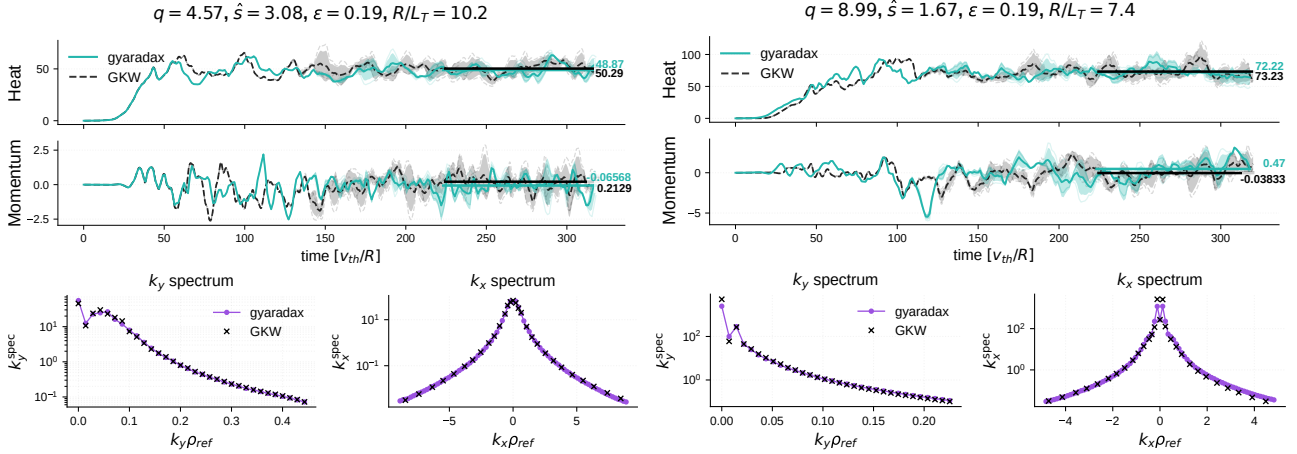 q = 4.57, ŝ = 3.08, ε = 0.19, R/L_T = 10.2
Heat
100
50
0
gyaradax
GKW
48.87
50.29
Momentum
2.5
0.0
−2.5
-0.06568
0.2129
0 50 100 150 200 250 300
time [v_th/R]
k_y spectrum
k_y^spec
10^1
10^0
10^−1
gyaradax
GKW
0.0 0.1 0.2 0.3 0.4
k_yρ_ref
k_x spectrum
k_x^spec
10^1
10^−1
−5 0 5
k_xρ_ref
q = 8.99, ŝ = 1.67, ε = 0.19, R/L_T = 7.4
Heat
100
50
0
gyaradax
GKW
72.22
73.23
Momentum
0
−5
0.47
-0.03833
0 50 100 150 200 250 300
time [v_th/R]
k_y spectrum
k_y^spec
10^2
10^0
gyaradax
GKW
0.00 0.05 0.10 0.15 0.20
k_yρ_ref
k_x spectrum
k_x^spec
10^2
10^0
−4 −2 0 2 4
k_xρ_ref